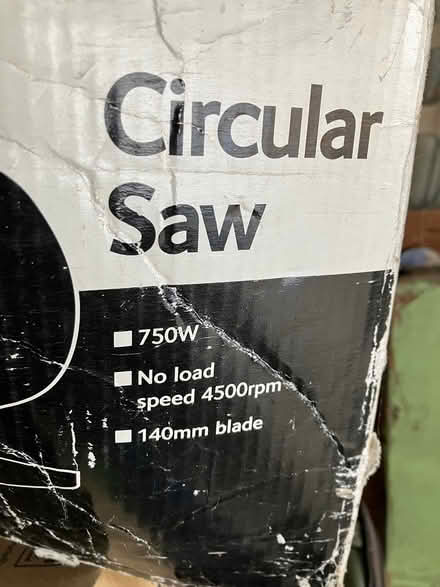 Circular
Saw
750W
No load
speed 4500rpm
140mm blade